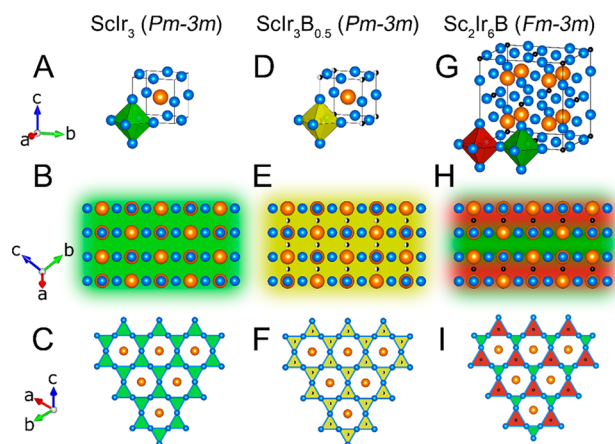 ScIr3 (Pm-3m) ScIr3B0.5 (Pm-3m) Sc2Ir6B (Fm-3m)
A D G
c
a b
B E H
c b
a
C F I
c
a
b